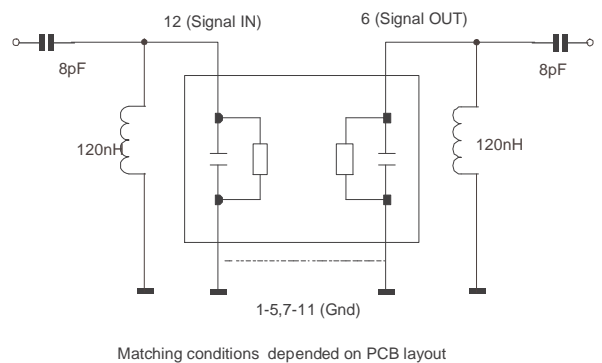 12 (Signal IN)
6 (Signal OUT)
8pF
8pF
120nH
120nH
1-5,7-11 (Gnd)
Matching conditions depended on PCB layout